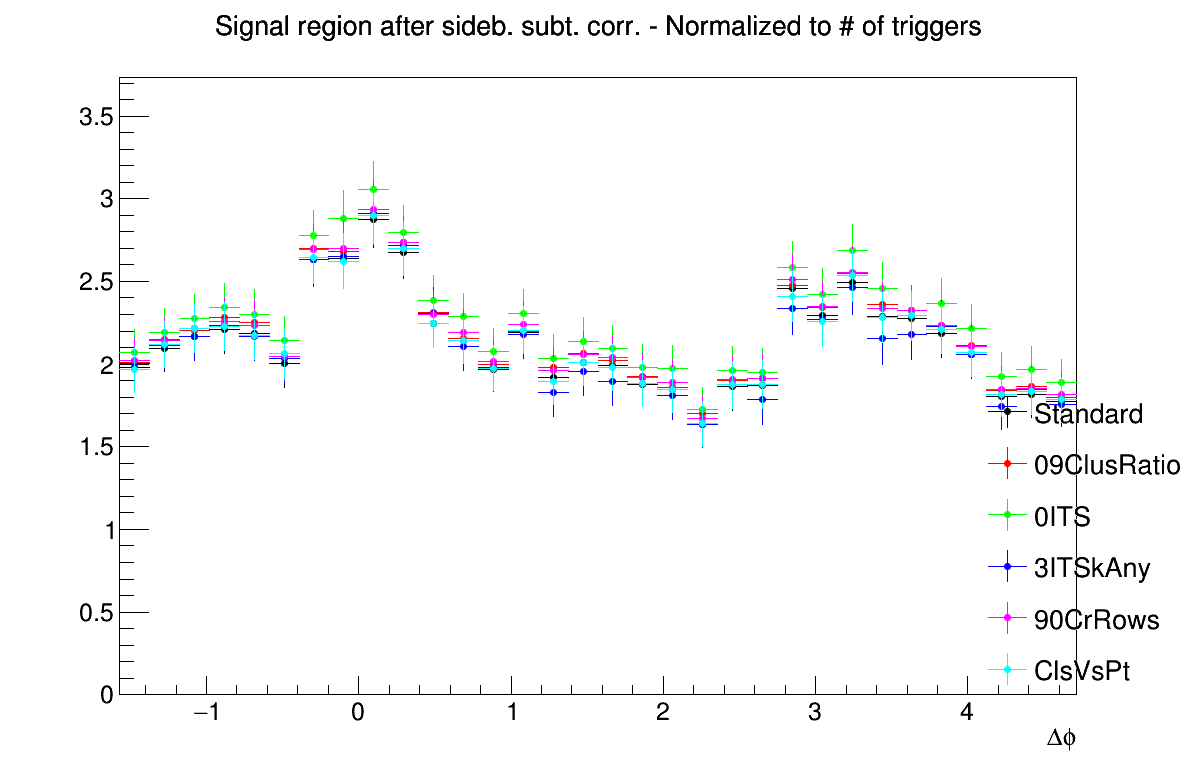 Signal region after sideb. subt. corr. - Normalized to # of triggers
3.5
3
2.5
2
1.5
1
0.5
0
Standard
09ClusRatio
0ITS
3ITSkAny
90CrRows
ClsVsPt
−1 0 1 2 3 4
Δϕ